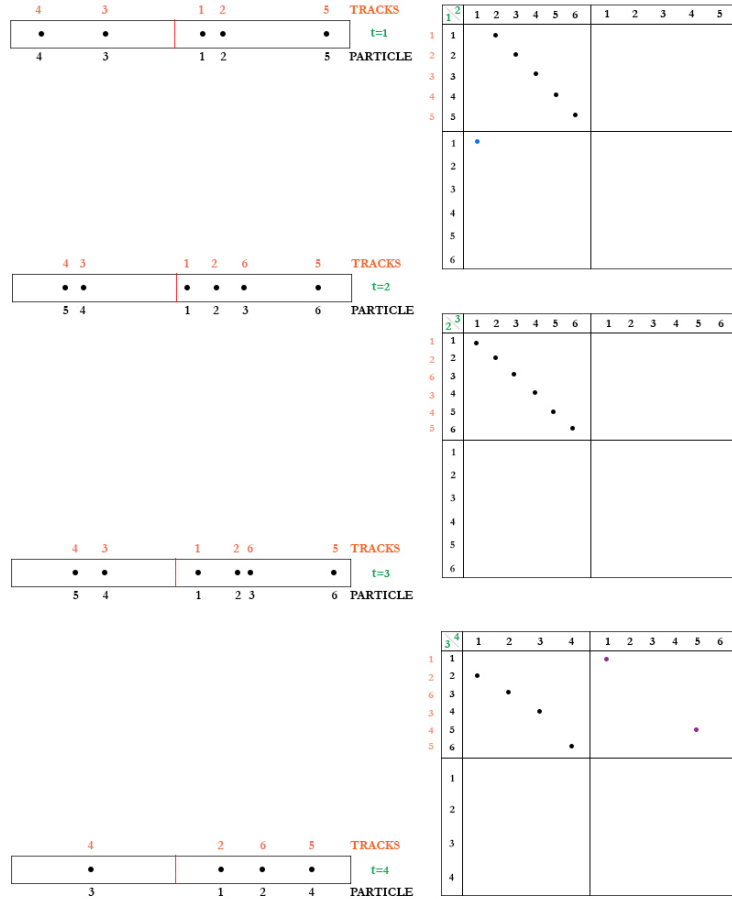 4 3 1 2 5 TRACKS
t=1
4 3 1 2 5 PARTICLE
1 2 1 2 3 4 5 6 1 2 3 4 5
1 1
2 2
3 3
4 4
5 5
1
2
3
4
5
6
4 3 1 2 6 5 TRACKS
t=2
5 4 1 2 3 6 PARTICLE
2 3 1 2 3 4 5 6 1 2 3 4 5 6
1 1
2 2
6 3
3 4
4 5
5 6
1
2
3
4
5
6
4 3 1 2 6 5 TRACKS
t=3
5 4 1 2 3 6 PARTICLE
3 4 1 2 3 4 1 2 3 4 5 6
1 1
2 2
6 3
3 4
4 5
5 6
1
2
3
4
4 2 6 5 TRACKS
t=4
3 1 2 4 PARTICLE